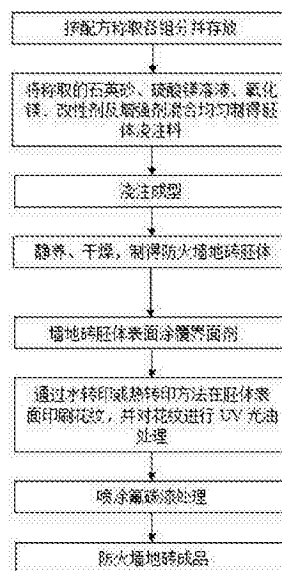 按配方称取各组分并存放
将称取的石英砂、硫酸镁溶液、氧化
镁、改性剂及增强剂混合均匀制得胚
体浇注料
浇注成型
静养、干燥，制得防火墙地砖胚体
墙地砖胚体表面涂覆界面剂
通过水转印或热转印方法在胚体表
面印刷花纹，并对花纹进行 UV 光油
处理
喷涂氟碳漆处理
防火墙地砖成品